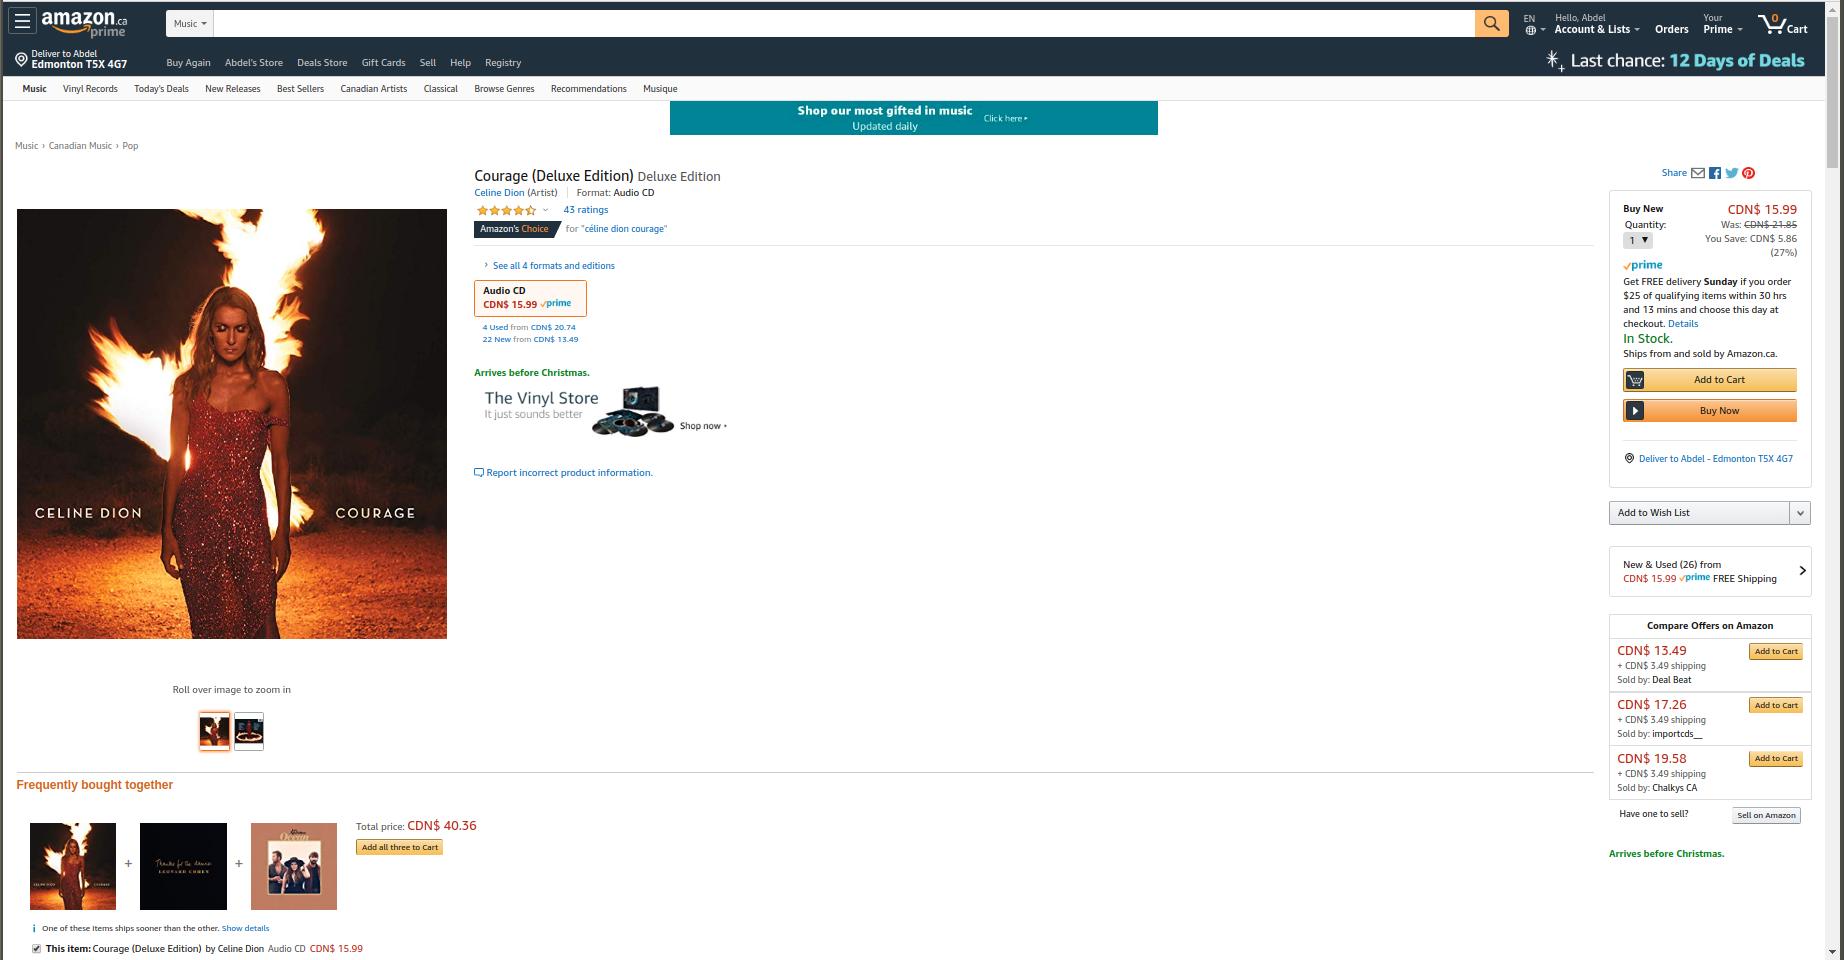 amazon.ca
prime
Music
EN
Hello, Abdel
Account & Lists
Orders
Your
Prime
0
Cart
Deliver to Abdel
Edmonton T5X 4G7
Buy Again
Abdel's Store
Deals Store
Gift Cards
Sell
Help
Registry
Last chance: 12 Days of Deals
Music
Vinyl Records
Today's Deals
New Releases
Best Sellers
Canadian Artists
Classical
Browse Genres
Recommendations
Musique
Shop our most gifted in music
Updated daily
Click here
Music › Canadian Music › Pop
CELINE DION
COURAGE
Roll over image to zoom in
Courage (Deluxe Edition) Deluxe Edition
Celine Dion (Artist) | Format: Audio CD
43 ratings
Amazon's Choice for "céline dion courage"
› See all 4 formats and editions
Audio CD
CDN$ 15.99 prime
4 Used from CDN$ 20.74
22 New from CDN$ 13.49
Arrives before Christmas.
The Vinyl Store
It just sounds better
Shop now
Report incorrect product information.
Share
Buy New
CDN$ 15.99
Quantity:
1
Was: CDN$ 21.85
You Save: CDN$ 5.86
(27%)
prime
Get FREE delivery Sunday if you order
$25 of qualifying items within 30 hrs
and 13 mins and choose this day at
checkout. Details
In Stock.
Ships from and sold by Amazon.ca.
Add to Cart
Buy Now
Deliver to Abdel - Edmonton T5X 4G7
Add to Wish List
New & Used (26) from
CDN$ 15.99 prime FREE Shipping
Compare Offers on Amazon
CDN$ 13.49
Add to Cart
+ CDN$ 3.49 shipping
Sold by: Deal Beat
CDN$ 17.26
Add to Cart
+ CDN$ 3.49 shipping
Sold by: importcds__
CDN$ 19.58
Add to Cart
+ CDN$ 3.49 shipping
Sold by: Chalkys CA
Have one to sell?
Sell on Amazon
Arrives before Christmas.
Frequently bought together
CELINE DION
COURAGE
+
Thanks for the dance
LEONARD COHEN
+
Ocean
Total price: CDN$ 40.36
Add all three to Cart
i One of these items ships sooner than the other. Show details
This item: Courage (Deluxe Edition) by Celine Dion Audio CD CDN$ 15.99